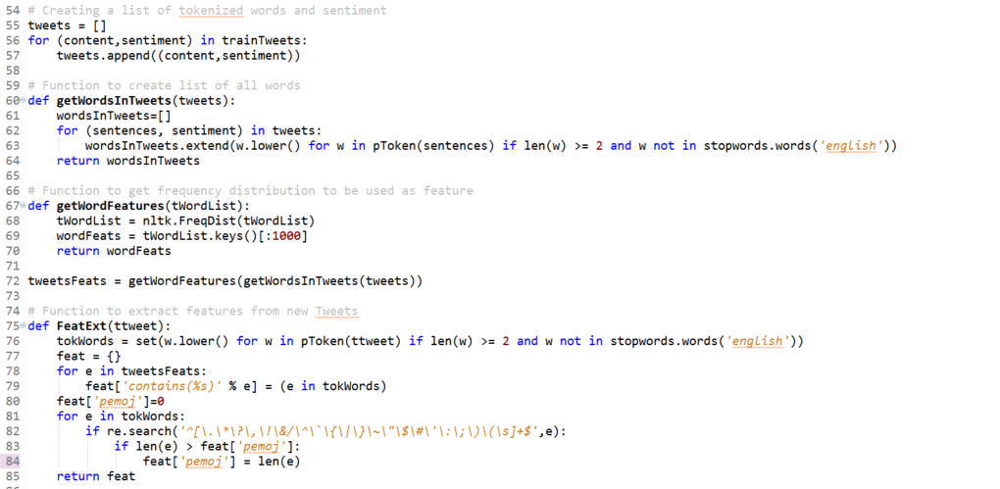 54 # Creating a list of tokenized words and sentiment
55 tweets = []
56 for (content,sentiment) in trainTweets:
57     tweets.append((content,sentiment))
58
59 # Function to create list of all words
60 def getWordsInTweets(tweets):
61     wordsInTweets=[]
62     for (sentences, sentiment) in tweets:
63         wordsInTweets.extend(w.lower() for w in pToken(sentences) if len(w) >= 2 and w not in stopwords.words('english'))
64     return wordsInTweets
65
66 # Function to get frequency distribution to be used as feature
67 def getWordFeatures(tWordList):
68     tWordList = nltk.FreqDist(tWordList)
69     wordFeats = tWordList.keys()[:1000]
70     return wordFeats
71
72 tweetsFeats = getWordFeatures(getWordsInTweets(tweets))
73
74 # Function to extract features from new Tweets
75 def FeatExt(ttweet):
76     tokWords = set(w.lower() for w in pToken(ttweet) if len(w) >= 2 and w not in stopwords.words('english'))
77     feat = {}
78     for e in tweetsFeats:
79         feat['contains(%s)' % e] = (e in tokWords)
80     feat['pemoj']=0
81     for e in tokWords:
82         if re.search('^[\.\*\?\,\!\&/\^\`\{\|\}\~\"\$\#\'\:\;\)\(\s]+$',e):
83             if len(e) > feat['pemoj']:
84                 feat['pemoj'] = len(e)
85     return feat